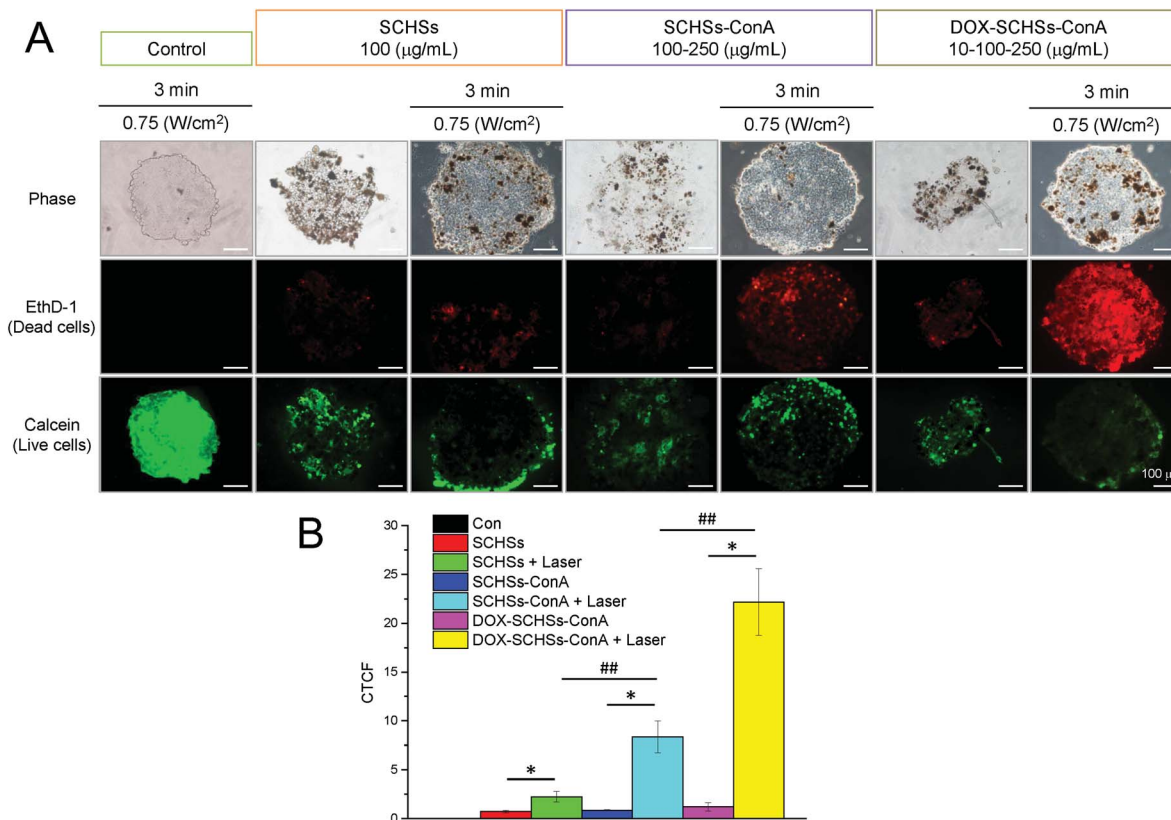 A
Control
SCHSs
100 (μg/mL)
SCHSs-ConA
100-250 (μg/mL)
DOX-SCHSs-ConA
10-100-250 (μg/mL)
3 min
0.75 (W/cm²)
3 min
0.75 (W/cm²)
3 min
0.75 (W/cm²)
3 min
0.75 (W/cm²)
Phase
EthD-1
(Dead cells)
Calcein
(Live cells)
100 μ
B
CTCF
30
25
20
15
10
5
0
Con
SCHSs
SCHSs + Laser
SCHSs-ConA
SCHSs-ConA + Laser
DOX-SCHSs-ConA
DOX-SCHSs-ConA + Laser
##
*
##
*
*